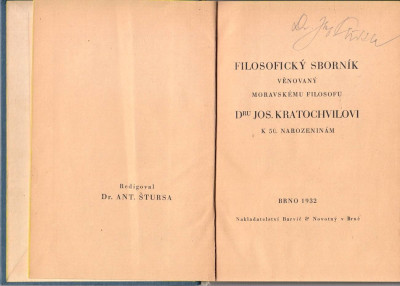 Redigoval
Dr. ANT. ŠTURSA
FILOSOFICKÝ SBORNÍK
VĚNOVANÝ
MORAVSKÉMU FILOSOFU
DRU JOS. KRATOCHVILOVI
K 50. NAROZENINÁM
BRNO 1932
Nakladatelství Barvič & Novotný v Brně